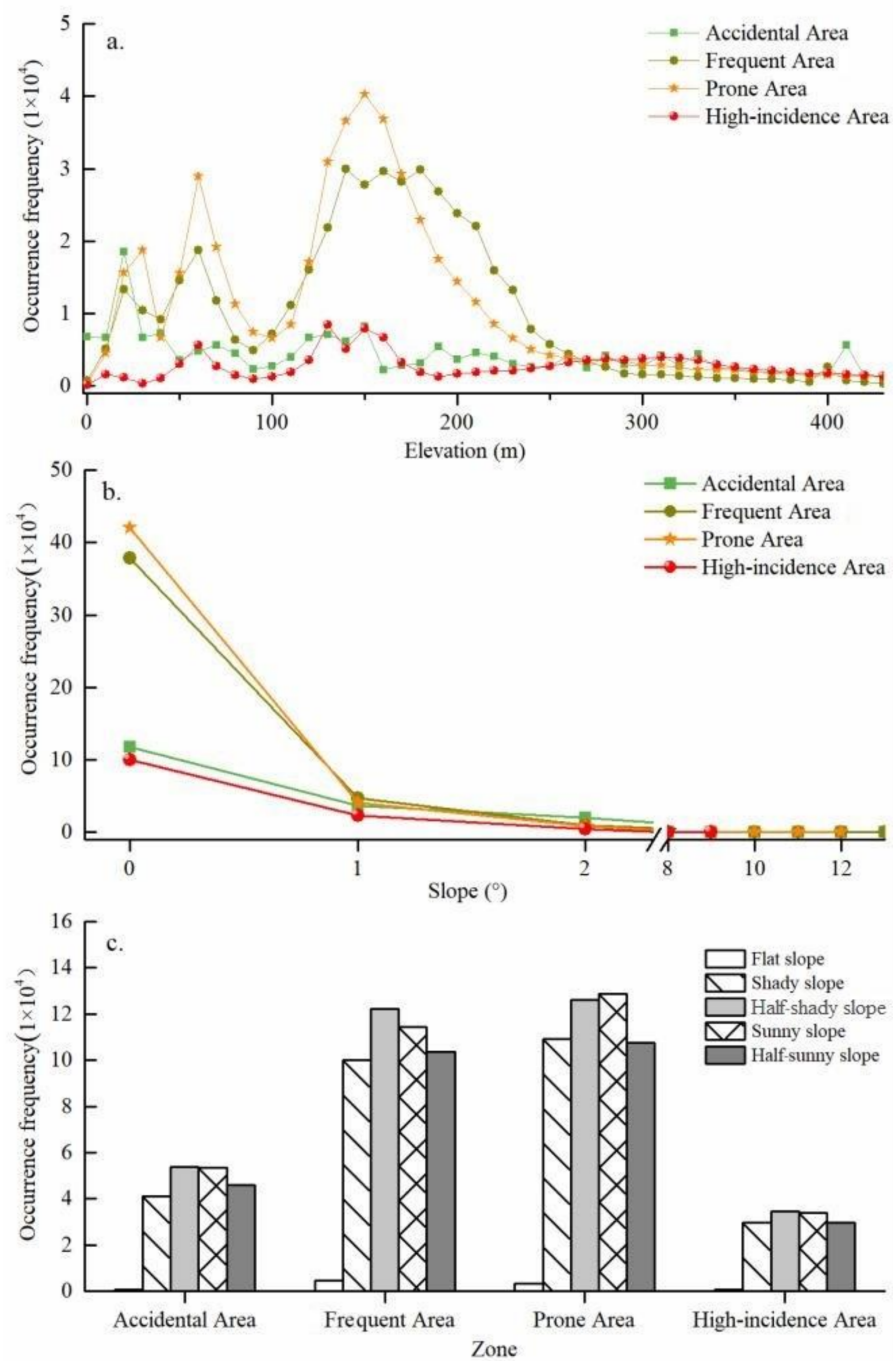 a.
Accidental Area
Frequent Area
Prone Area
High-incidence Area
Occurrence frequency (1×10⁴)
5
4
3
2
1
0
0 100 200 300 400
Elevation (m)
b.
Accidental Area
Frequent Area
Prone Area
High-incidence Area
Occurrence frequency(1×10⁴)
50
40
30
20
10
0
0 1 2 8 10 12
Slope (°)
c.
Flat slope
Shady slope
Half-shady slope
Sunny slope
Half-sunny slope
Occurrence frequency(1×10⁴)
16
14
12
10
8
6
4
2
0
Accidental Area Frequent Area Prone Area High-incidence Area
Zone